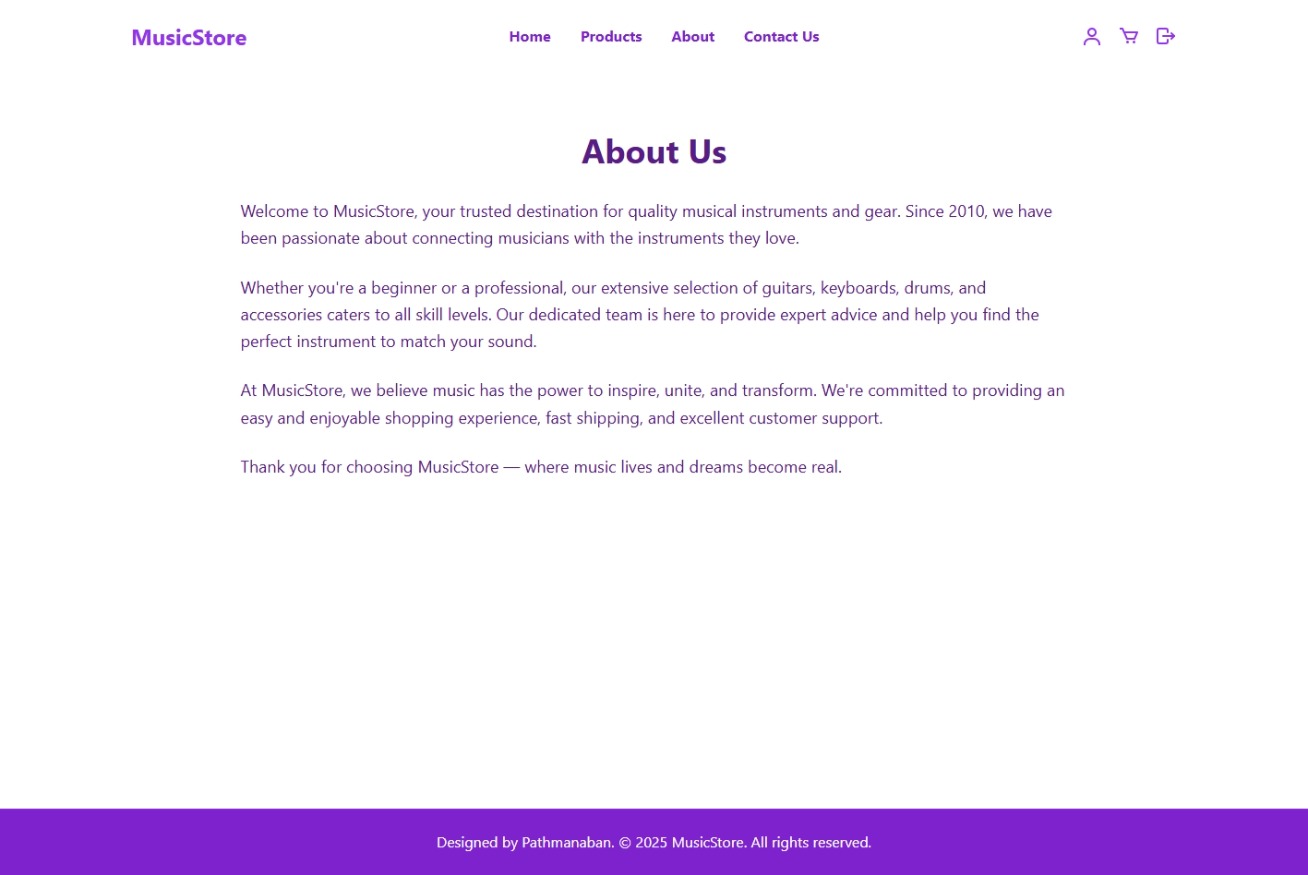 MusicStore
Home
Products
About
Contact Us
About Us
Welcome to MusicStore, your trusted destination for quality musical instruments and gear. Since 2010, we have
been passionate about connecting musicians with the instruments they love.
Whether you're a beginner or a professional, our extensive selection of guitars, keyboards, drums, and
accessories caters to all skill levels. Our dedicated team is here to provide expert advice and help you find the
perfect instrument to match your sound.
At MusicStore, we believe music has the power to inspire, unite, and transform. We're committed to providing an
easy and enjoyable shopping experience, fast shipping, and excellent customer support.
Thank you for choosing MusicStore — where music lives and dreams become real.
Designed by Pathmanaban. © 2025 MusicStore. All rights reserved.